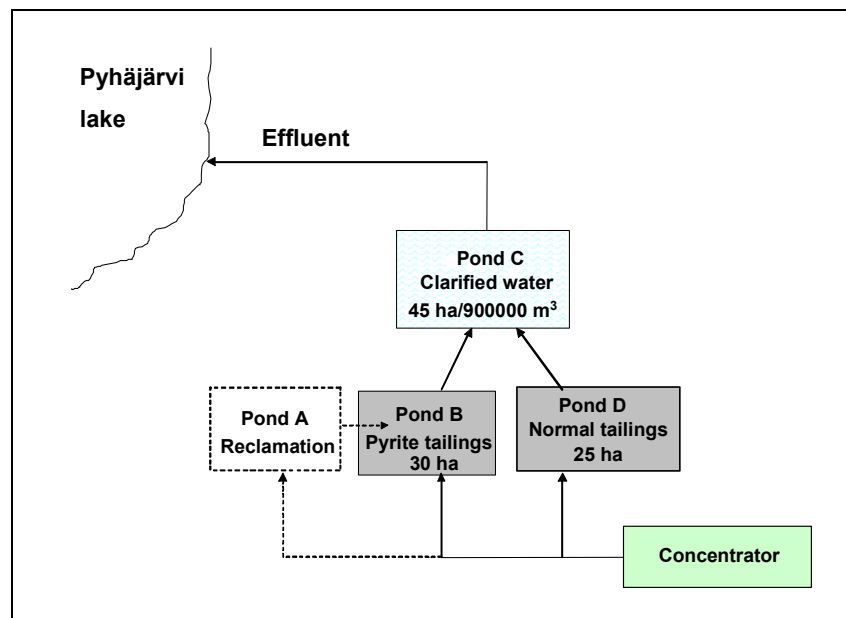 Pyhäjärvi
lake
Effluent
Pond C
Clarified water
45 ha/900000 m³
Pond A
Reclamation
Pond B
Pyrite tailings
30 ha
Pond D
Normal tailings
25 ha
Concentrator